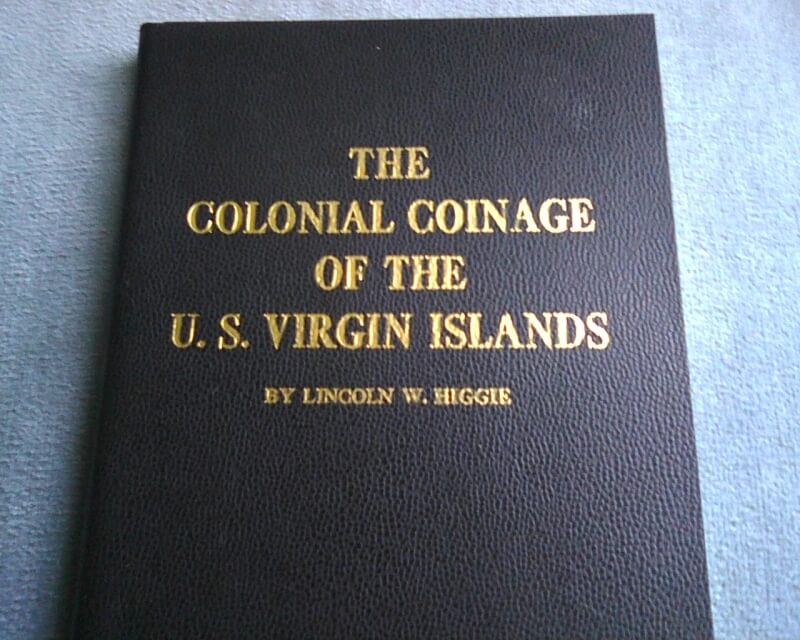 THE
COLONIAL COINAGE
OF THE
U. S. VIRGIN ISLANDS
BY LINCOLN W. HIGGIE